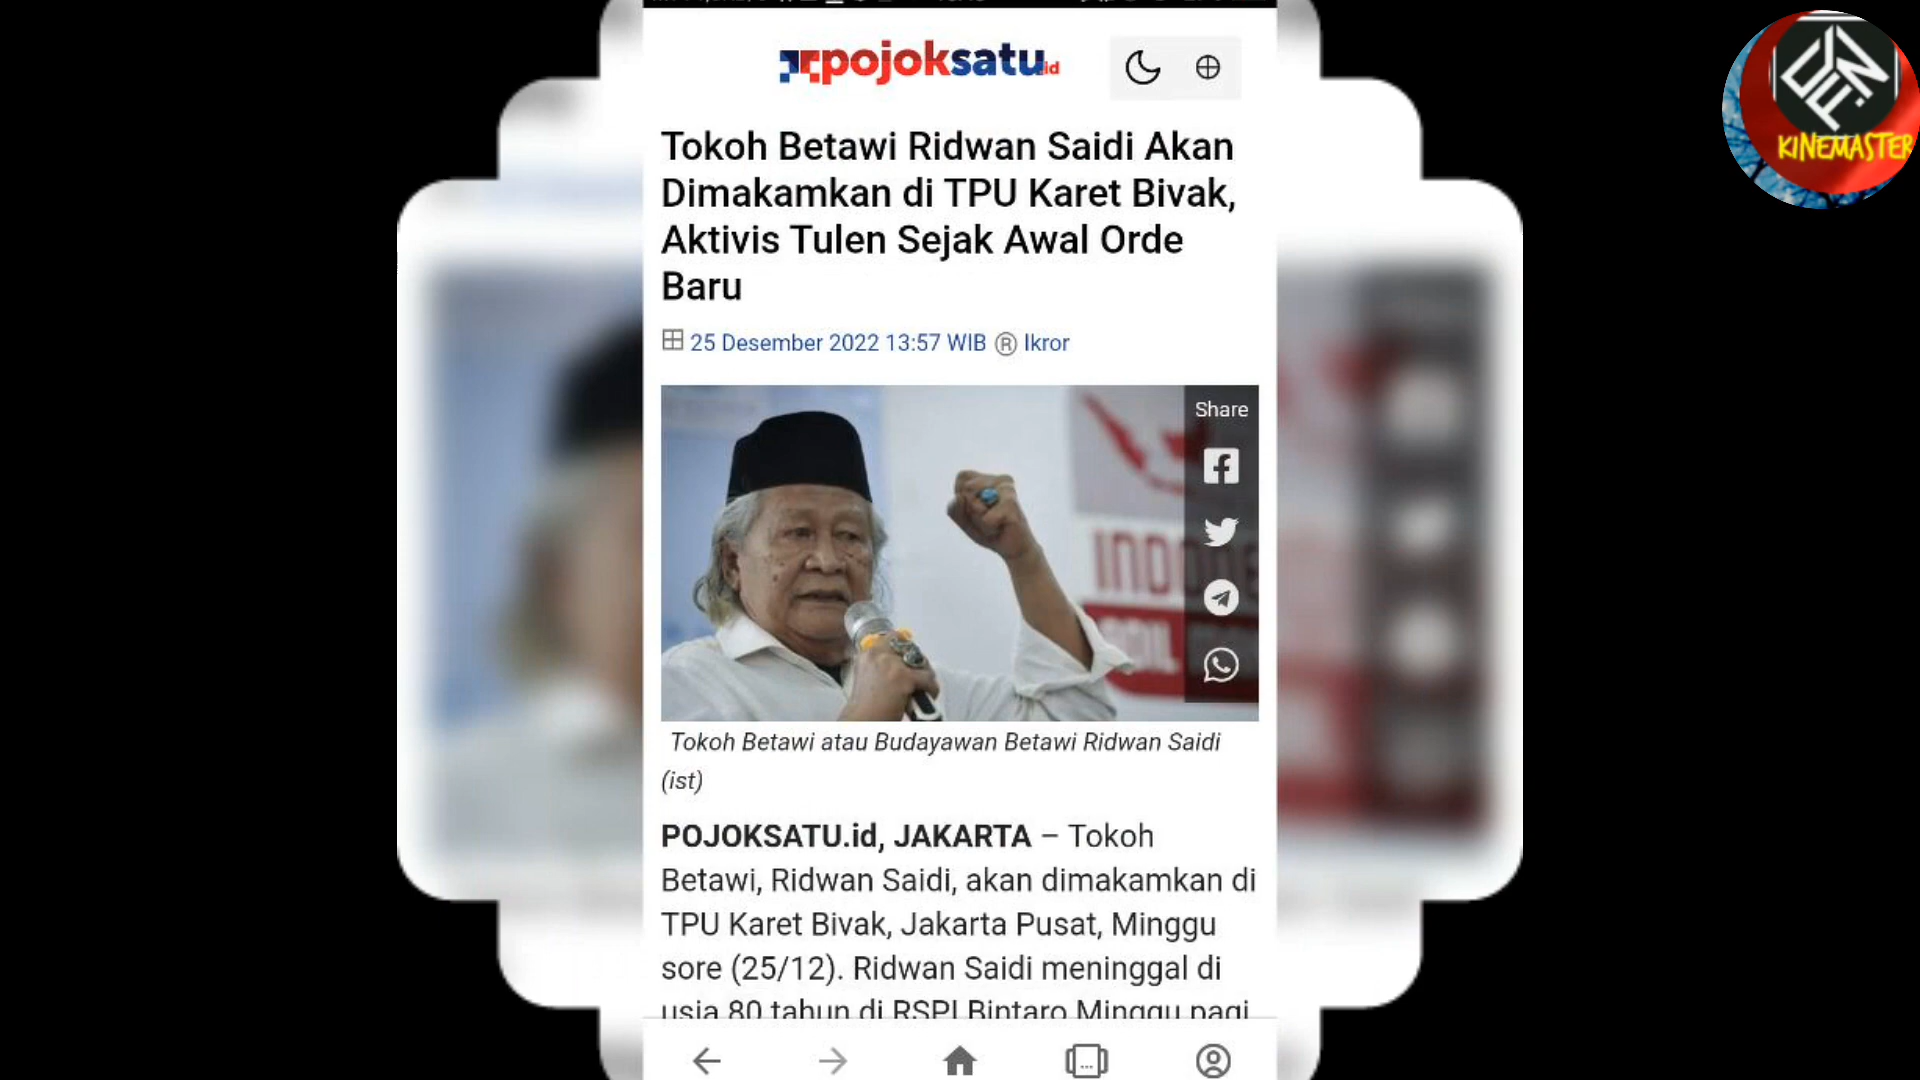 pojoksatu.id
Tokoh Betawi Ridwan Saidi Akan
Dimakamkan di TPU Karet Bivak,
Aktivis Tulen Sejak Awal Orde
Baru
25 Desember 2022 13:57 WIB ® Ikror
Share
Tokoh Betawi atau Budayawan Betawi Ridwan Saidi
(ist)
POJOKSATU.id, JAKARTA – Tokoh
Betawi, Ridwan Saidi, akan dimakamkan di
TPU Karet Bivak, Jakarta Pusat, Minggu
sore (25/12). Ridwan Saidi meninggal di
usia 80 tahun di RSPI Bintaro Minggu pagi
KINEMASTER